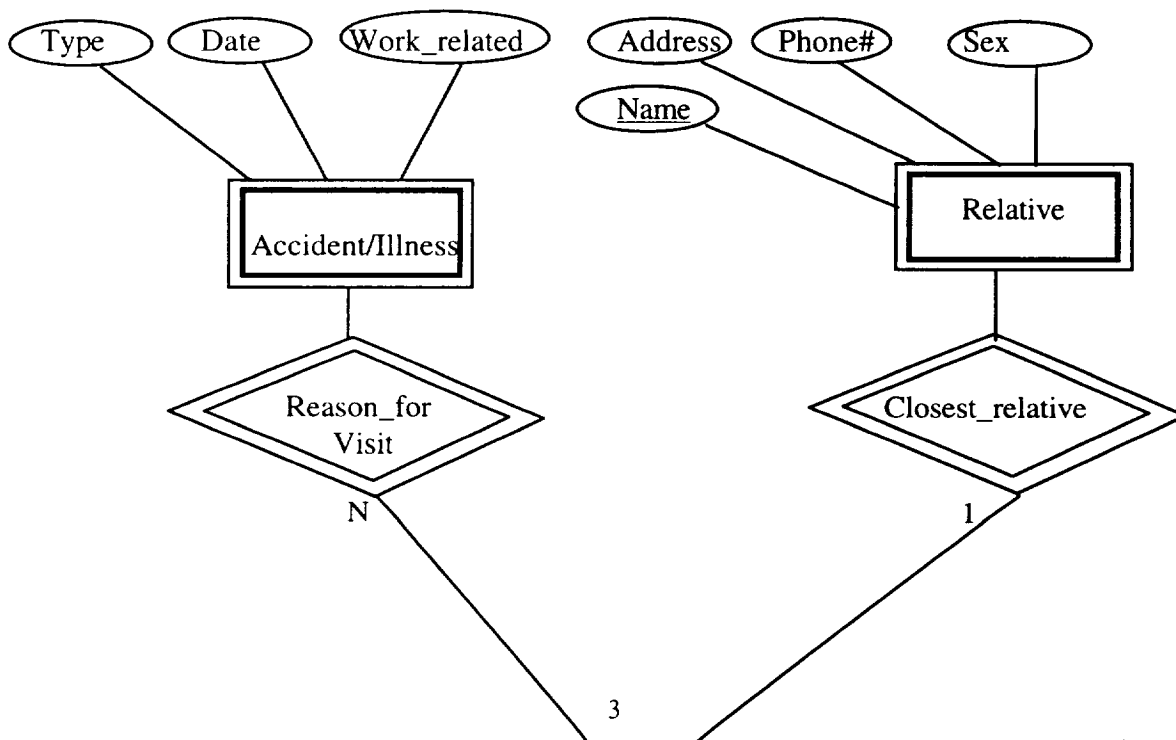 Type
Date
Work_related
Address
Phone#
Sex
Name
Accident/Illness
Relative
Reason_for
Visit
Closest_relative
N
1
3